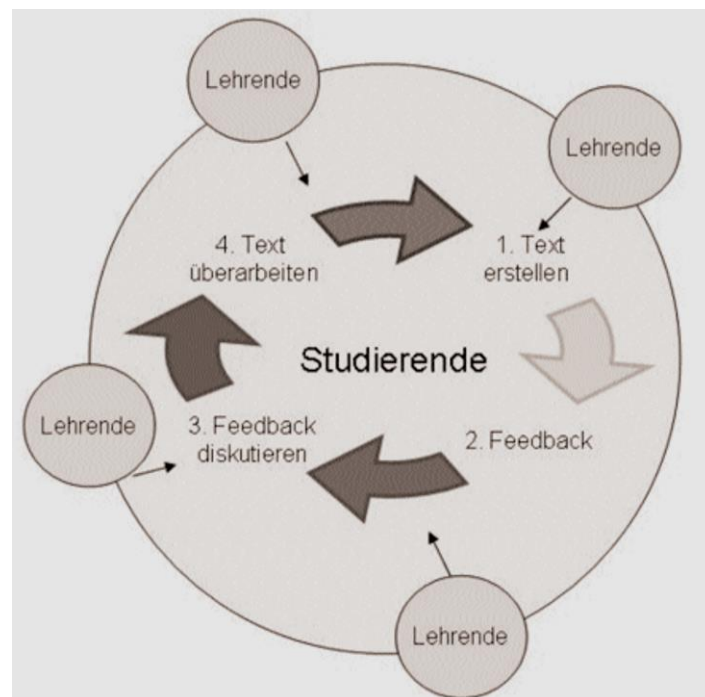 Lehrende
Lehrende
4. Text
überarbeiten
1. Text
erstellen
Studierende
Lehrende
3. Feedback
diskutieren
2. Feedback
Lehrende